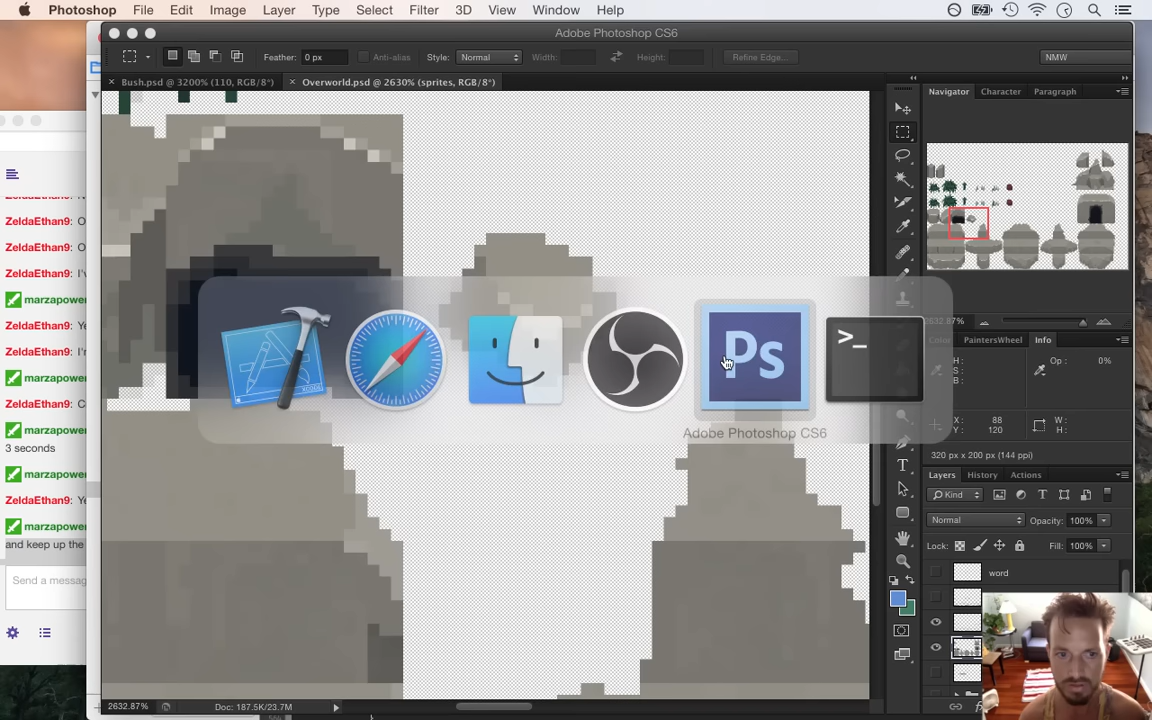 Photoshop File Edit Image Layer Type Select Filter 3D View Window Help
Adobe Photoshop CS6
Feather: 0 px Anti-alias Style: Normal Width: Height: Refine Edge... NMW
× Bush.psd @ 3200% (110, RGB/8*) × Overworld.psd @ 2630% (sprites, RGB/8*)
Navigator Character Paragraph
ZeldaEthan9:
ZeldaEthan9: O
ZeldaEthan9: O
ZeldaEthan9: I'v
marzapower
ZeldaEthan9: Ye
ZeldaEthan9: I'm
marzapower
ZeldaEthan9: Co
marzapower
3 seconds
marzapower
ZeldaEthan9: Ye
marzapower
and keep up the
Send a message
Ps
>_
Adobe Photoshop CS6
PaintersWheel Info
H:
S:
B:
Op: 0%
X: 88
Y: 120
W:
H:
320 px x 200 px (144 ppi)
Layers History Actions
Kind
Normal Opacity: 100%
Lock: Fill: 100%
word
2632.87% Doc: 187.5K/23.7M